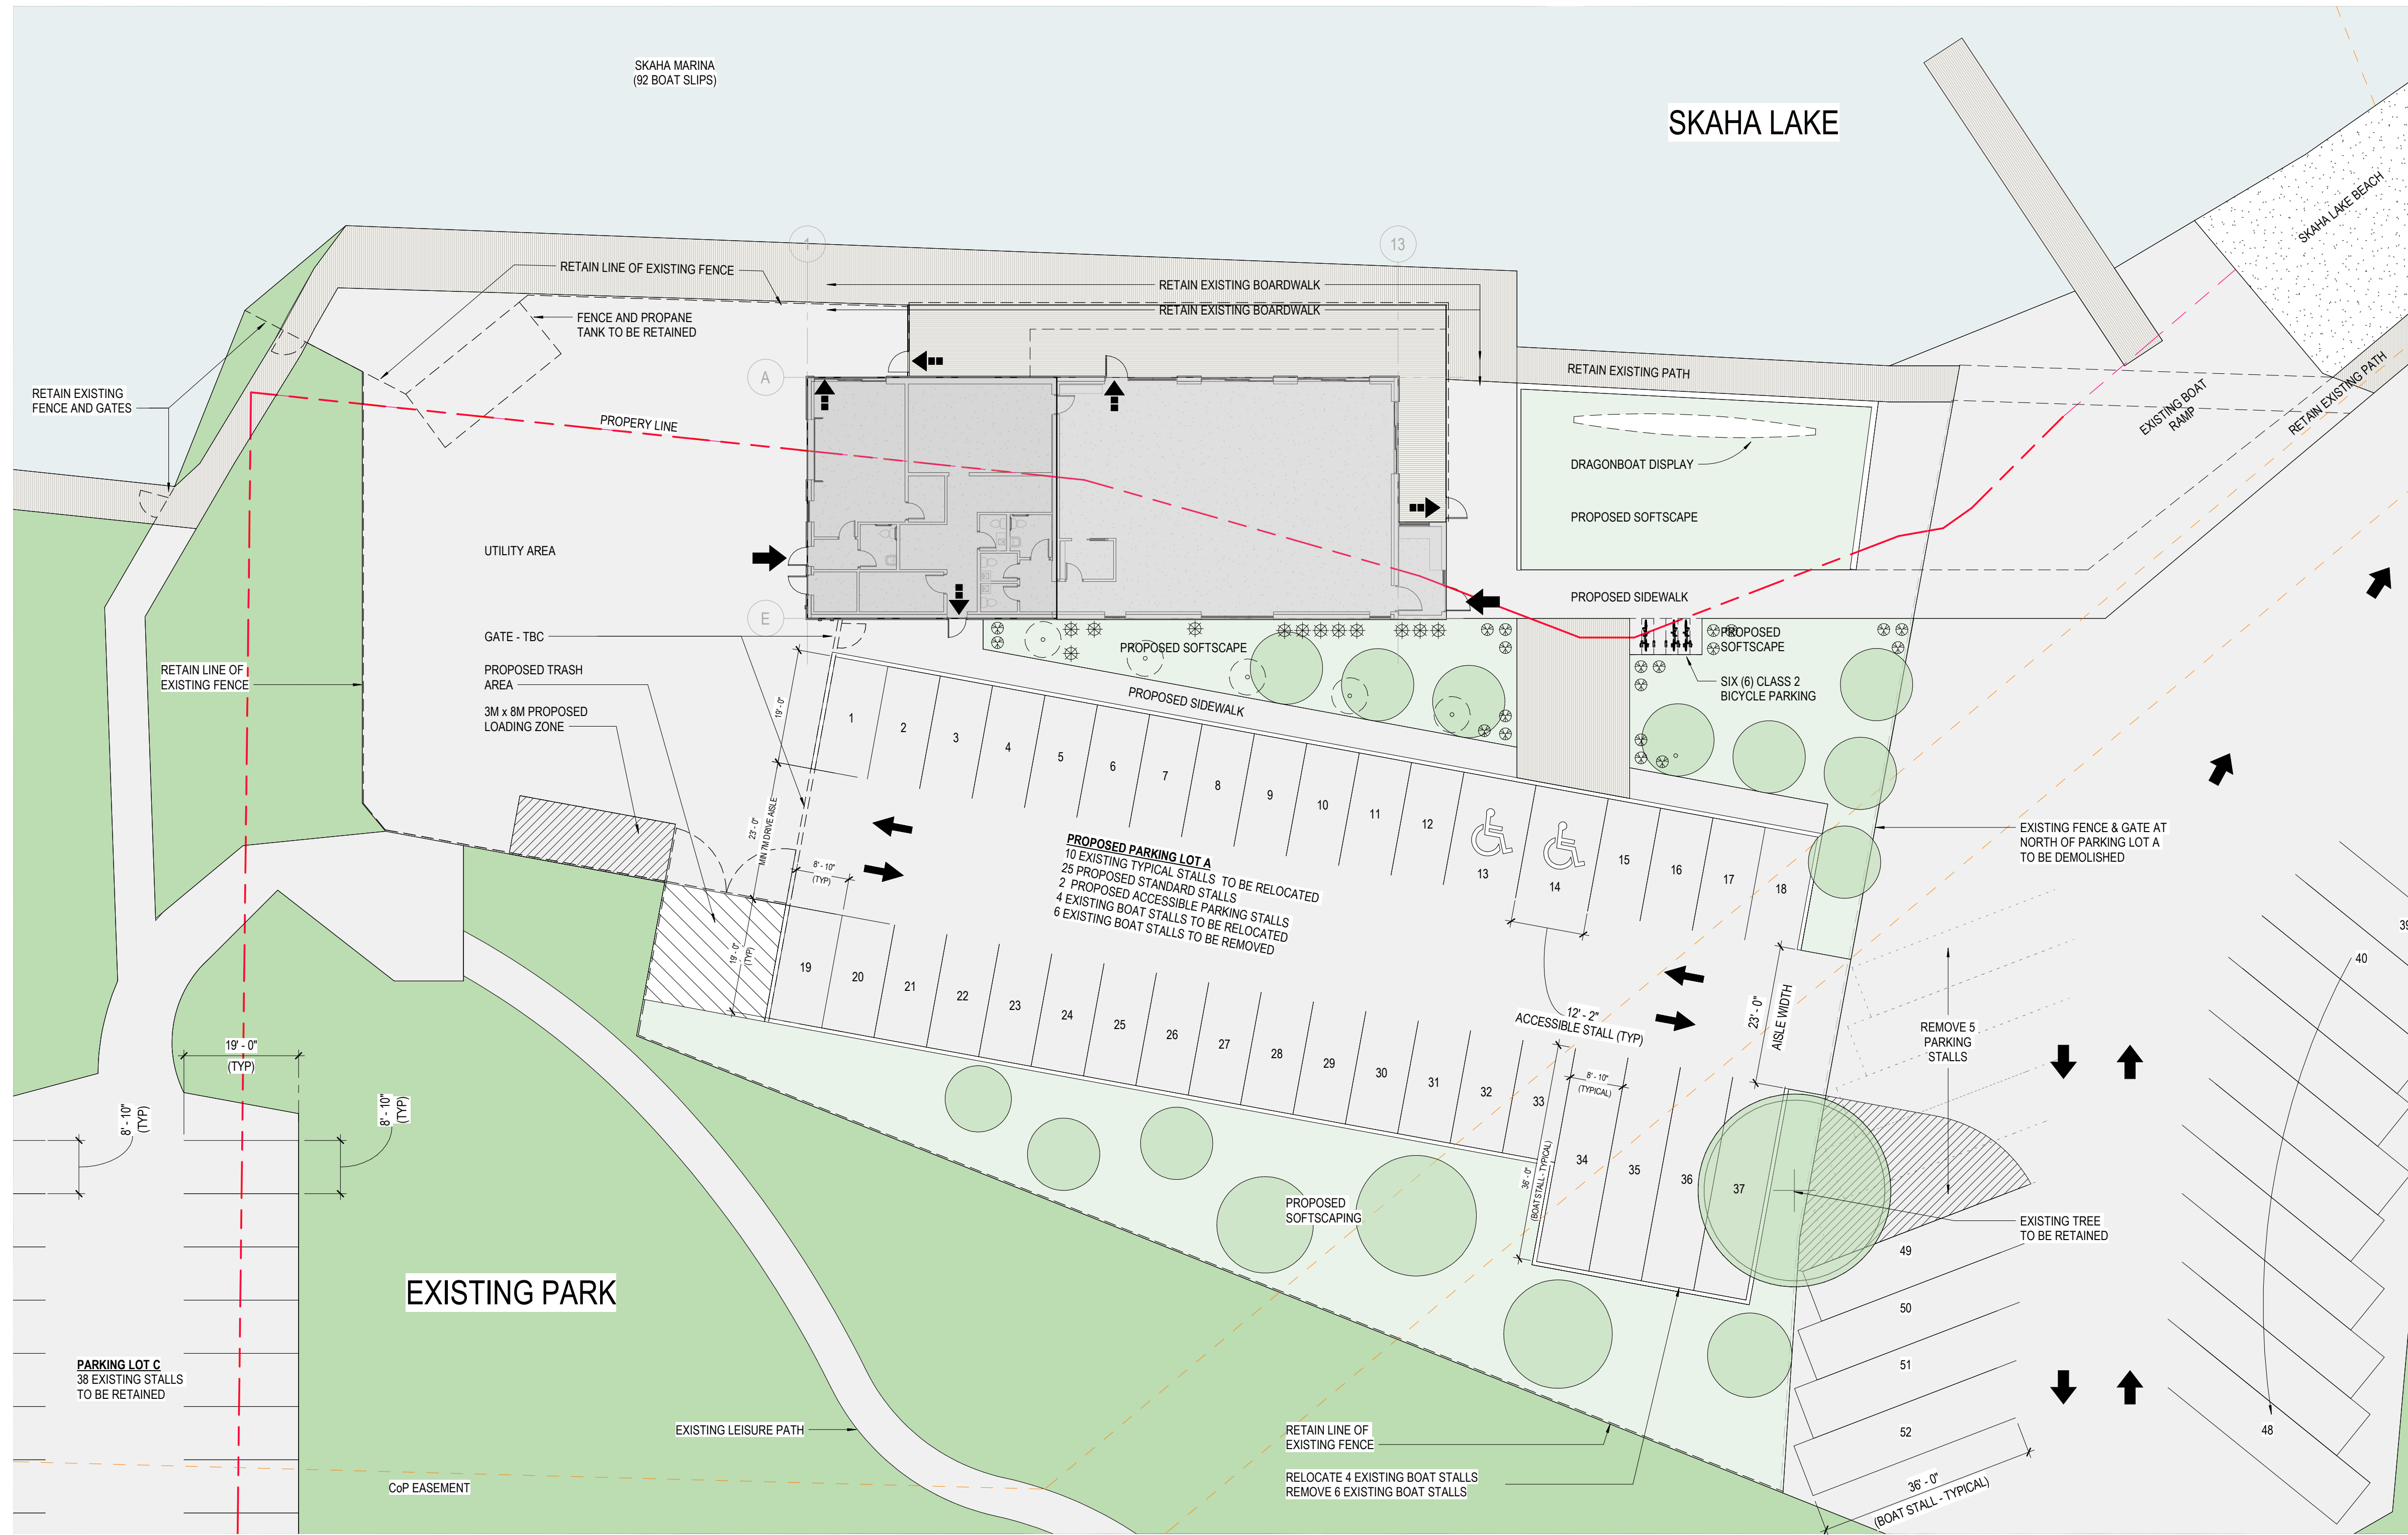 SKAHA MARINA
(92 BOAT SLIPS)
SKAHA LAKE
SKAHA LAKE BEACH
1
13
RETAIN LINE OF EXISTING FENCE
RETAIN EXISTING BOARDWALK
RETAIN EXISTING BOARDWALK
FENCE AND PROPANE
TANK TO BE RETAINED
A
RETAIN EXISTING PATH
RETAIN EXISTING PATH
EXISTING BOAT
RAMP
RETAIN EXISTING
FENCE AND GATES
PROPERY LINE
DRAGONBOAT DISPLAY
PROPOSED SOFTSCAPE
UTILITY AREA
PROPOSED SIDEWALK
E
GATE - TBC
PROPOSED SOFTSCAPE
PROPOSED
SOFTSCAPE
RETAIN LINE OF
EXISTING FENCE
PROPOSED TRASH
AREA
SIX (6) CLASS 2
BICYCLE PARKING
3M x 8M PROPOSED
LOADING ZONE
PROPOSED SIDEWALK
19' - 0"
1
2
3
4
5
6
7
8
9
10
11
12
13
14
15
16
17
18
23' - 0"
MIN 7M DRIVE AISLE
8' - 10"
(TYP)
PROPOSED PARKING LOT A
10 EXISTING TYPICAL STALLS TO BE RELOCATED
25 PROPOSED STANDARD STALLS
2 PROPOSED ACCESSIBLE PARKING STALLS
4 EXISTING BOAT STALLS TO BE RELOCATED
6 EXISTING BOAT STALLS TO BE REMOVED
EXISTING FENCE & GATE AT
NORTH OF PARKING LOT A
TO BE DEMOLISHED
39
40
19' - 0"
(TYP)
19
20
21
22
23
24
25
26
27
28
29
30
31
32
33
34
35
36
37
12' - 2"
ACCESSIBLE STALL (TYP)
23' - 0"
AISLE WIDTH
REMOVE 5
PARKING
STALLS
8' - 10"
(TYPICAL)
36' - 0"
(BOAT STALL - TYPICAL)
19' - 0"
(TYP)
8' - 10"
(TYP)
8' - 10"
(TYP)
PROPOSED
SOFTSCAPING
EXISTING TREE
TO BE RETAINED
49
50
51
52
48
EXISTING PARK
PARKING LOT C
38 EXISTING STALLS
TO BE RETAINED
EXISTING LEISURE PATH
RETAIN LINE OF
EXISTING FENCE
RELOCATE 4 EXISTING BOAT STALLS
REMOVE 6 EXISTING BOAT STALLS
CoP EASEMENT
36' - 0"
(BOAT STALL - TYPICAL)